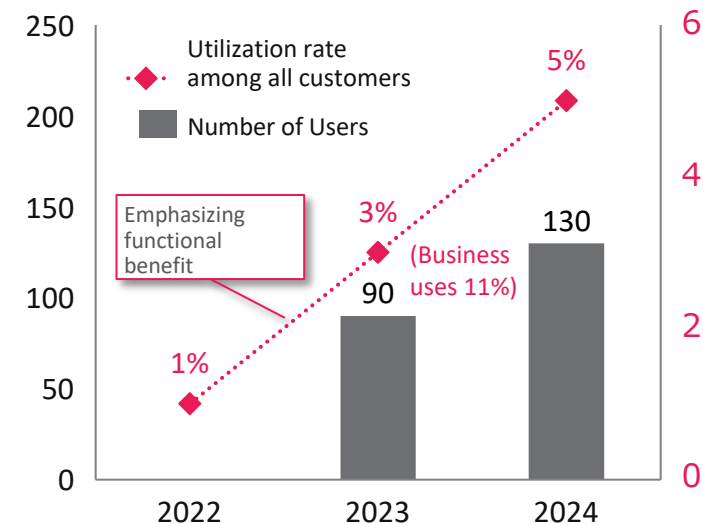 250
200
150
100
50
0
6
4
2
0
Utilization rate
among all customers
Number of Users
5%
Emphasizing
functional
benefit
3%
(Business
uses 11%)
130
90
1%
2022
2023
2024